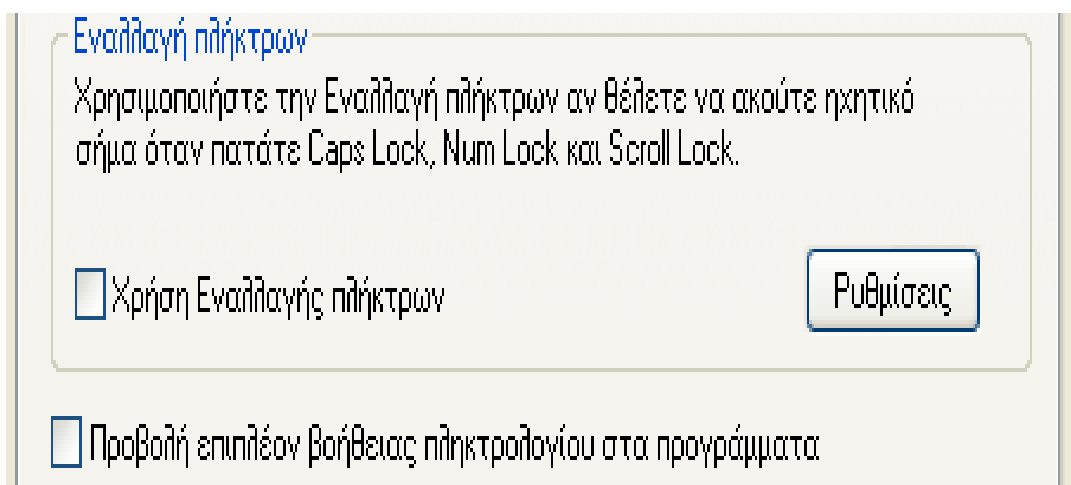 Εναλλαγή πλήκτρων
Χρησιμοποιήστε την Εναλλαγή πλήκτρων αν θέλετε να ακούτε ηχητικό
σήμα όταν πατάτε Caps Lock, Num Lock και Scroll Lock.
Χρήση Εναλλαγής πλήκτρων
Ρυθμίσεις
Προβολή επιπλέον βοήθειας πληκτρολογίου στα προγράμματα